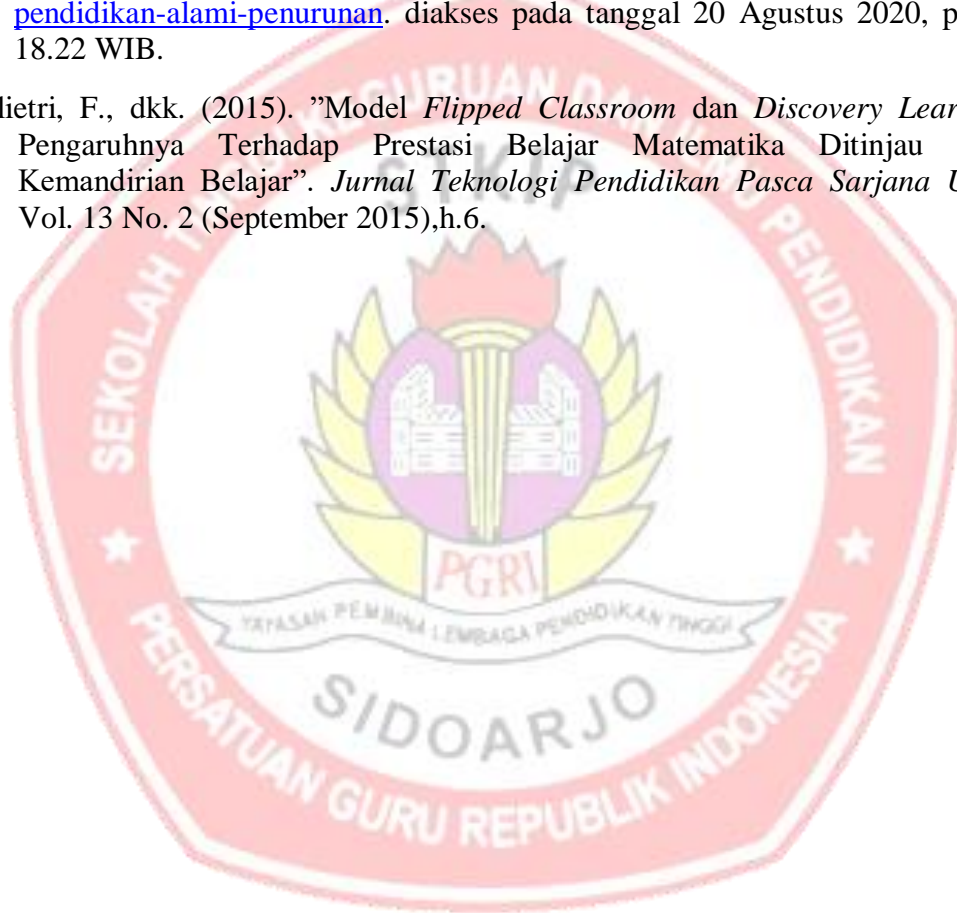 pendidikan-alami-penurunan. diakses pada tanggal 20 Agustus 2020, p
18.22 WIB.
lietri, F., dkk. (2015). ”Model Flipped Classroom dan Discovery Lear
Pengaruhnya Terhadap Prestasi Belajar Matematika Ditinjau
Kemandirian Belajar”. Jurnal Teknologi Pendidikan Pasca Sarjana U
Vol. 13 No. 2 (September 2015),h.6.
SEKOLAH TINGGI KEGURUAN DAN ILMU PENDIDIKAN
STKIP
PGRI
YAYASAN PEMBINA LEMBAGA PENDIDIKAN TINGGI
SIDOARJO
PERSATUAN GURU REPUBLIK INDONESIA